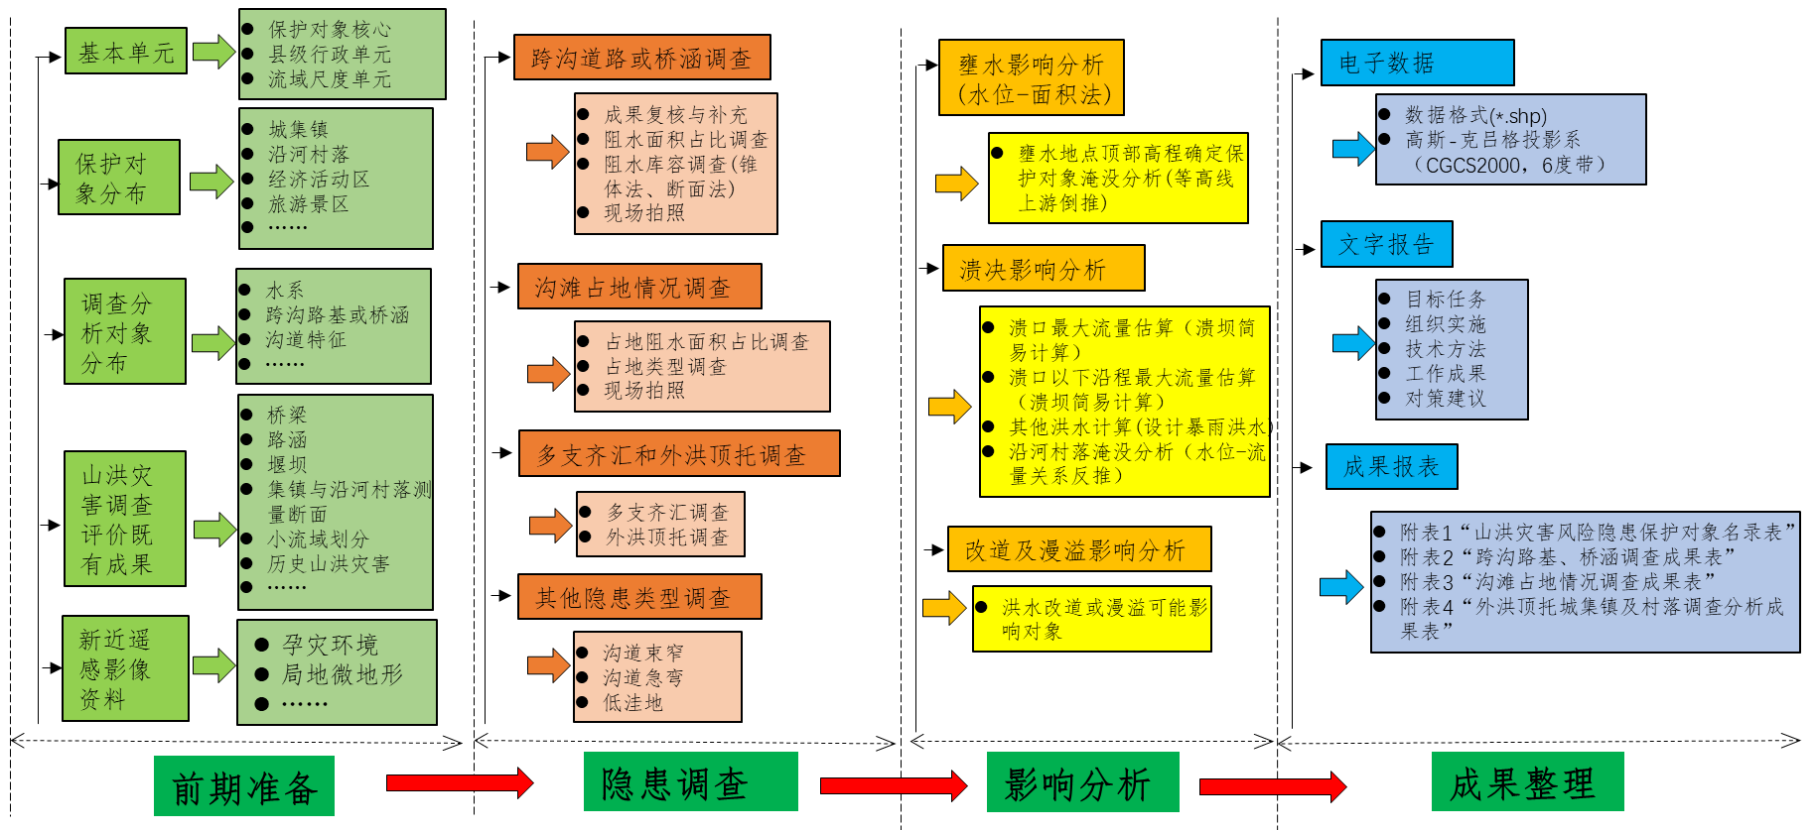 基本单元
● 保护对象核心
● 县级行政单元
● 流域尺度单元
保护对
象分布
● 城集镇
● 沿河村落
● 经济活动区
● 旅游景区
● ……
调查分
析对象
分布
● 水系
● 跨沟路基或桥涵
● 沟道特征
● ……
山洪灾
害调查
评价既
有成果
● 桥梁
● 路涵
● 堰坝
● 集镇与沿河村落测
量断面
● 小流域划分
● 历史山洪灾害
● ……
新近遥
感影像
资料
● 孕灾环境
● 局地微地形
● ……
跨沟道路或桥涵调查
● 成果复核与补充
● 阻水面积占比调查
● 阻水库容调查(锥
体法、断面法)
● 现场拍照
沟滩占地情况调查
● 占地阻水面积占比调查
● 占地类型调查
● 现场拍照
多支齐汇和外洪顶托调查
● 多支齐汇调查
● 外洪顶托调查
其他隐患类型调查
● 沟道束窄
● 沟道急弯
● 低洼地
壅水影响分析
(水位-面积法)
● 壅水地点顶部高程确定保
护对象淹没分析(等高线
上游倒推)
溃决影响分析
● 溃口最大流量估算（溃坝简
易计算）
● 溃口以下沿程最大流量估算
（溃坝简易计算）
● 其他洪水计算(设计暴雨洪水)
● 沿河村落淹没分析（水位-流
量关系反推）
改道及漫溢影响分析
● 洪水改道或漫溢可能影
响对象
电子数据
● 数据格式(*.shp)
● 高斯-克吕格投影系
（CGCS2000，6度带）
文字报告
● 目标任务
● 组织实施
● 技术方法
● 工作成果
● 对策建议
成果报表
● 附表1“山洪灾害风险隐患保护对象名录表”
● 附表2“跨沟路基、桥涵调查成果表”
● 附表3“沟滩占地情况调查成果表”
● 附表4“外洪顶托城集镇及村落调查分析成
果表”
前期准备
隐患调查
影响分析
成果整理